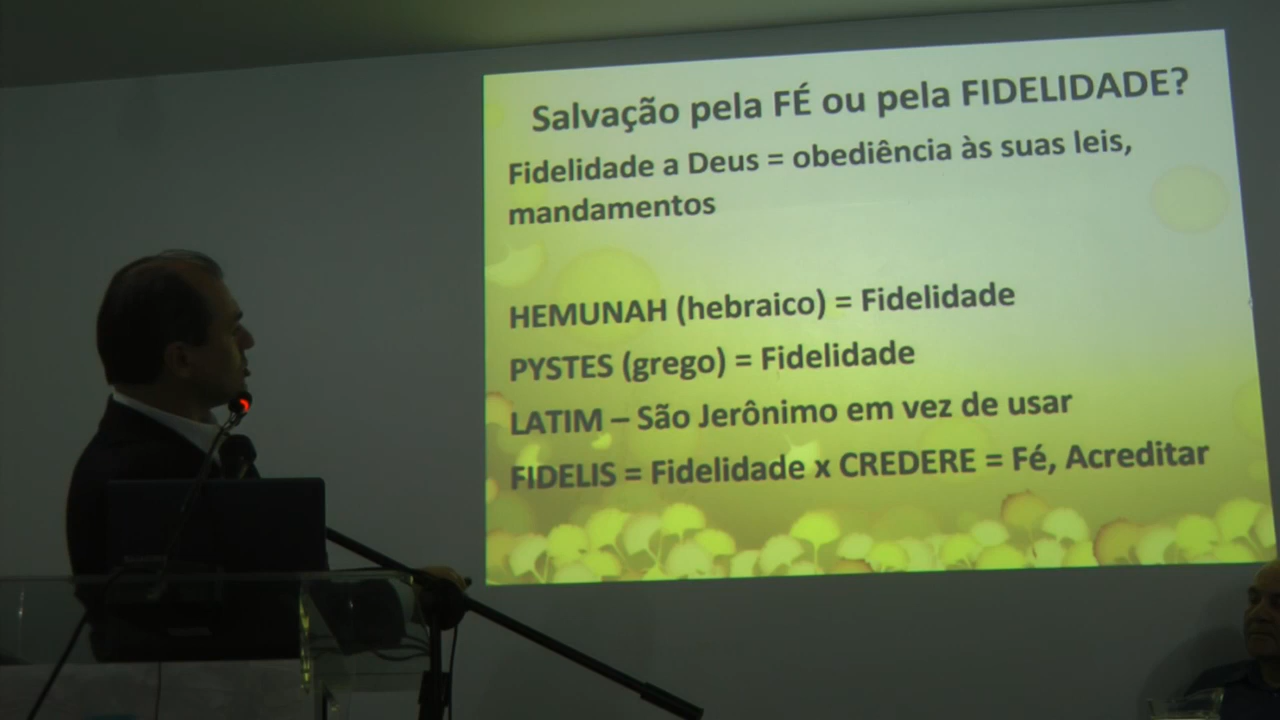 Salvação pela FÉ ou pela FIDELIDADE?
Fidelidade a Deus = obediência às suas leis,
mandamentos
HEMUNAH (hebraico) = Fidelidade
PYSTES (grego) = Fidelidade
LATIM – São Jerônimo em vez de usar
FIDELIS = Fidelidade x CREDERE = Fé, Acreditar